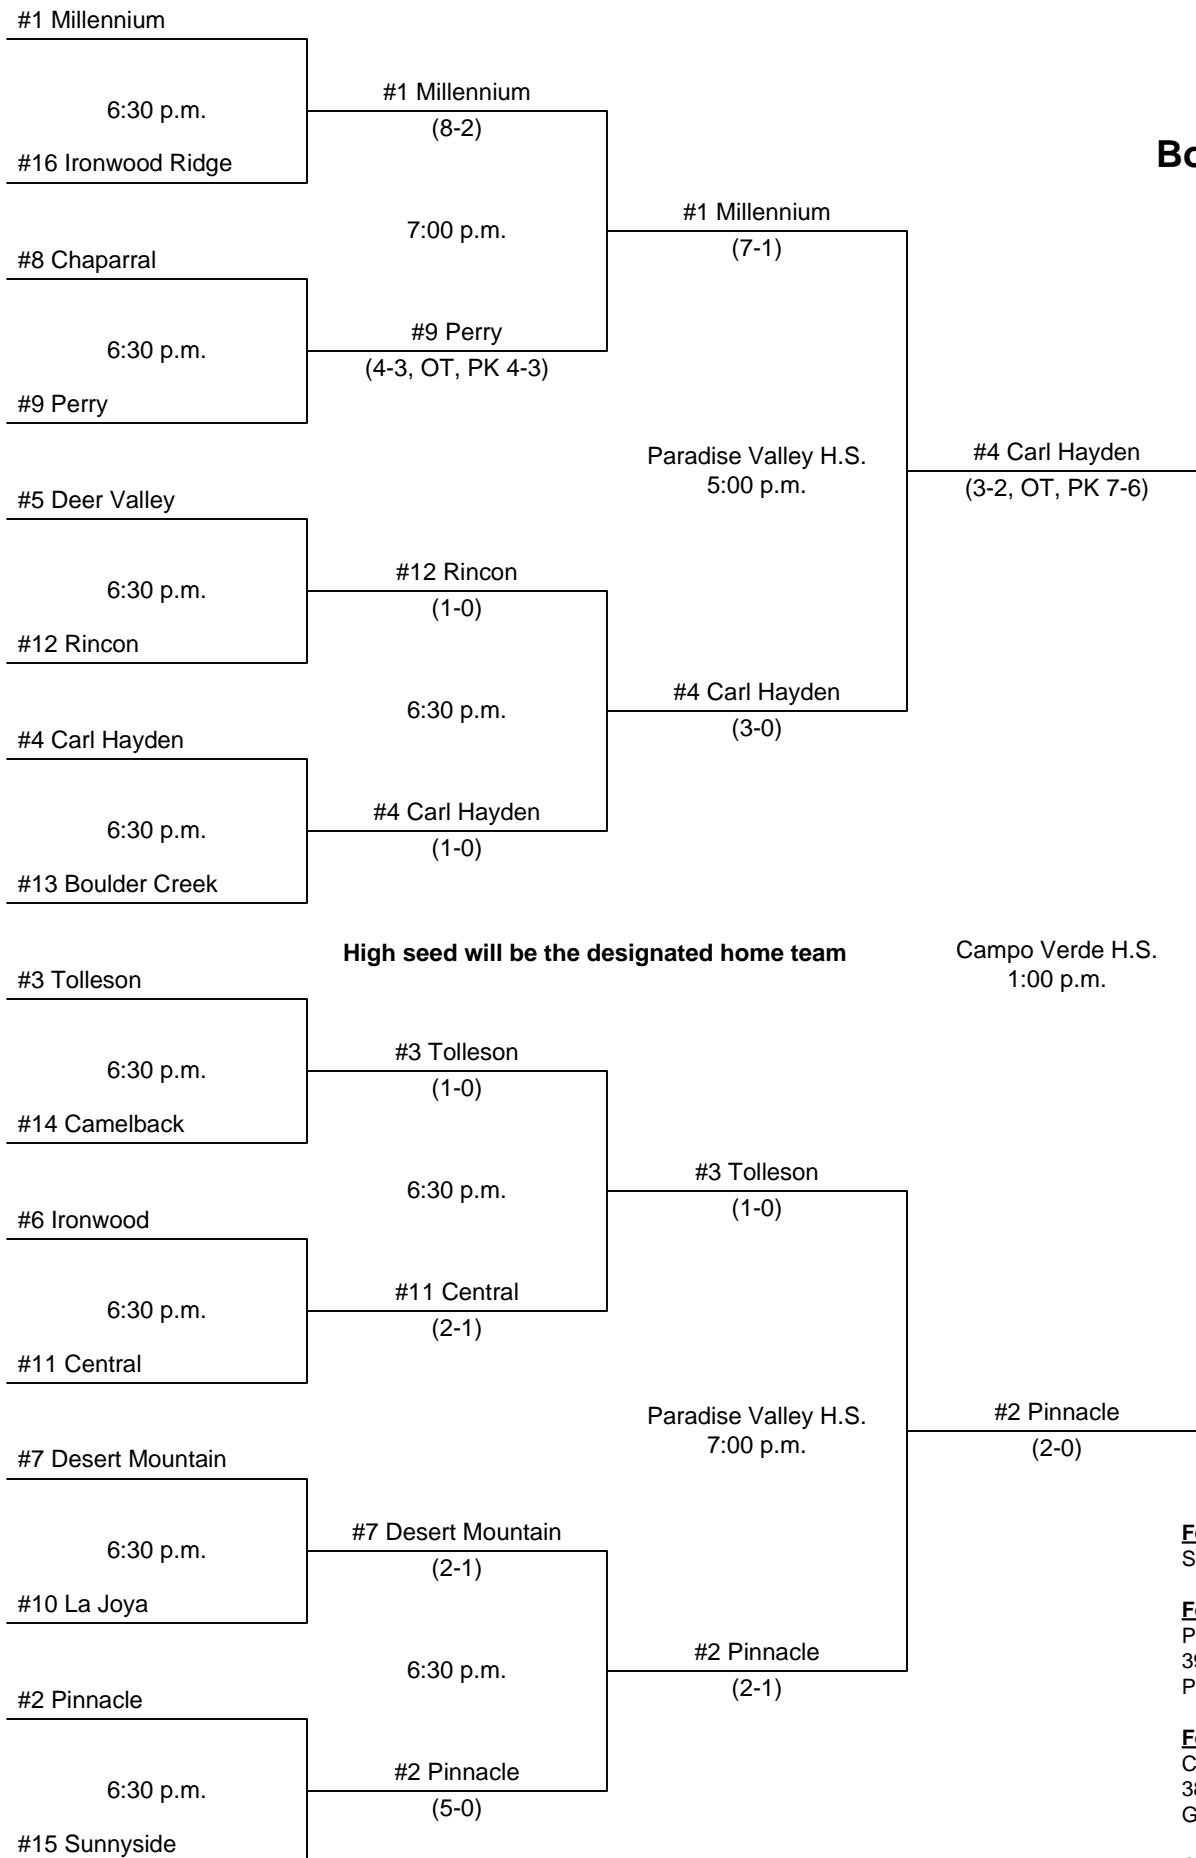 #1 Millennium
6:30 p.m.
#16 Ironwood Ridge
#8 Chaparral
6:30 p.m.
#9 Perry
#5 Deer Valley
6:30 p.m.
#12 Rincon
#4 Carl Hayden
6:30 p.m.
#13 Boulder Creek
#3 Tolleson
6:30 p.m.
#14 Camelback
#6 Ironwood
6:30 p.m.
#11 Central
#7 Desert Mountain
6:30 p.m.
#10 La Joya
#2 Pinnacle
6:30 p.m.
#15 Sunnyside
#1 Millennium
(8-2)
7:00 p.m.
#9 Perry
(4-3, OT, PK 4-3)
#12 Rincon
(1-0)
6:30 p.m.
#4 Carl Hayden
(1-0)
High seed will be the designated home team
#3 Tolleson
(1-0)
6:30 p.m.
#11 Central
(2-1)
#7 Desert Mountain
(2-1)
6:30 p.m.
#2 Pinnacle
(5-0)
#1 Millennium
(7-1)
Paradise Valley H.S.
5:00 p.m.
#4 Carl Hayden
(3-0)
#3 Tolleson
(1-0)
Paradise Valley H.S.
7:00 p.m.
#2 Pinnacle
(2-1)
#4 Carl Hayden
(3-2, OT, PK 7-6)
Campo Verde H.S.
1:00 p.m.
#2 Pinnacle
(2-0)